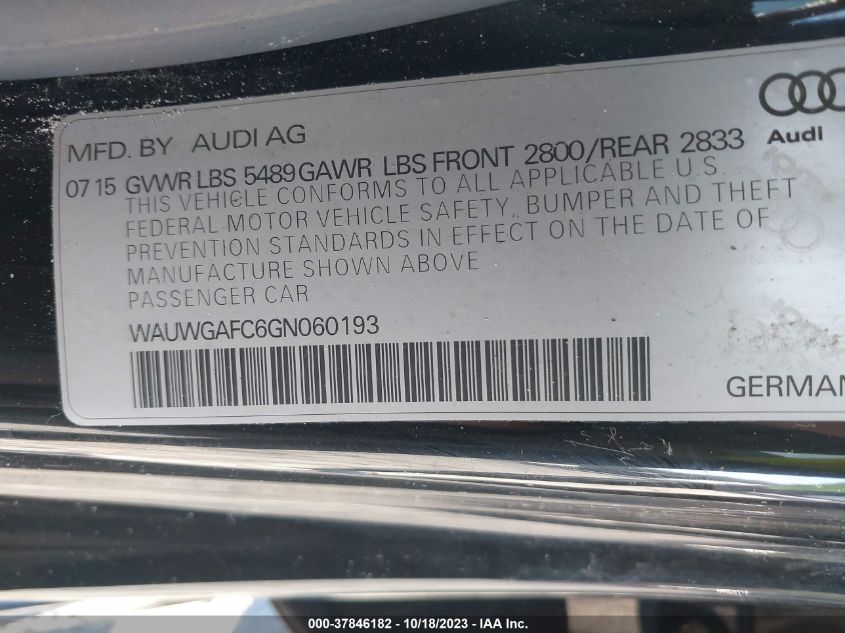 MFD. BY AUDI AG
07 15 GVWR LBS 5489 GAWR LBS FRONT 2800/REAR 2833
Audi
THIS VEHICLE CONFORMS TO ALL APPLICABLE U.S.
FEDERAL MOTOR VEHICLE SAFETY, BUMPER AND THEFT
PREVENTION STANDARDS IN EFFECT ON THE DATE OF
MANUFACTURE SHOWN ABOVE
PASSENGER CAR
WAUWGAFC6GN060193
GERMAN
000-37846182 - 10/18/2023 - IAA Inc.